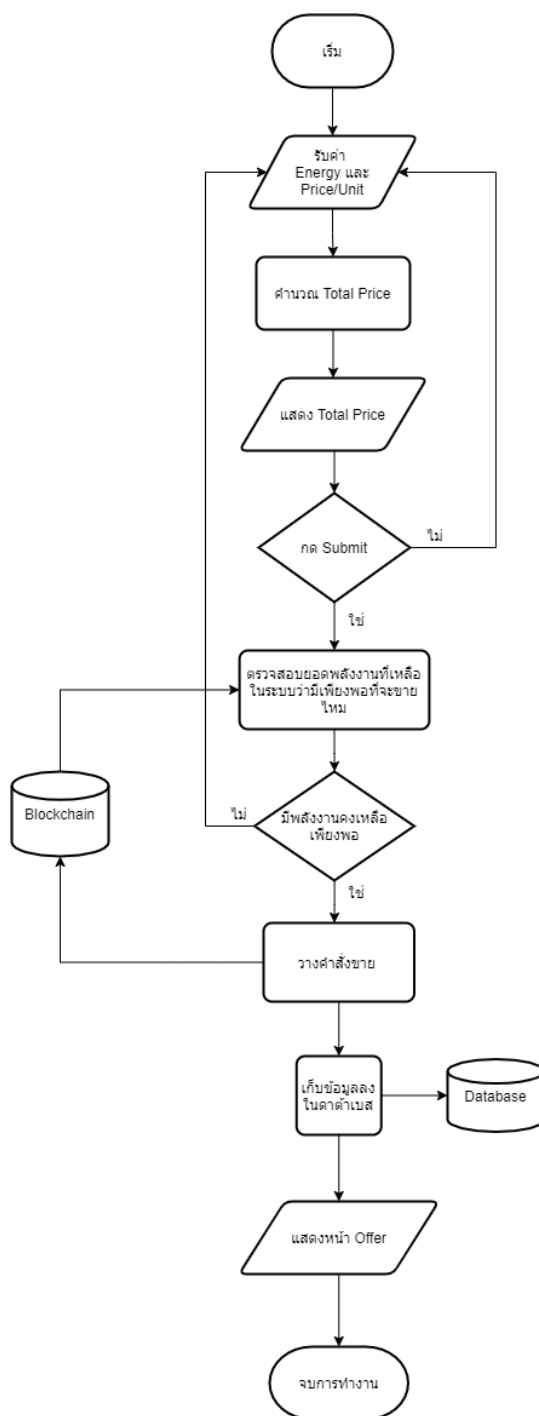 เริ่ม
รับค่า
Energy และ
Price/Unit
คำนวณ Total Price
แสดง Total Price
กด Submit
ไม่
ใช่
ตรวจสอบยอดพลังงานที่เหลือ
ในระบบว่ามีเพียงพอที่จะขาย
ไหม
Blockchain
ไม่
มีพลังงานคงเหลือ
เพียงพอ
ใช่
วางคำสั่งขาย
เก็บข้อมูลลง
ในดาต้าเบส
Database
แสดงหน้า Offer
จบการทำงาน